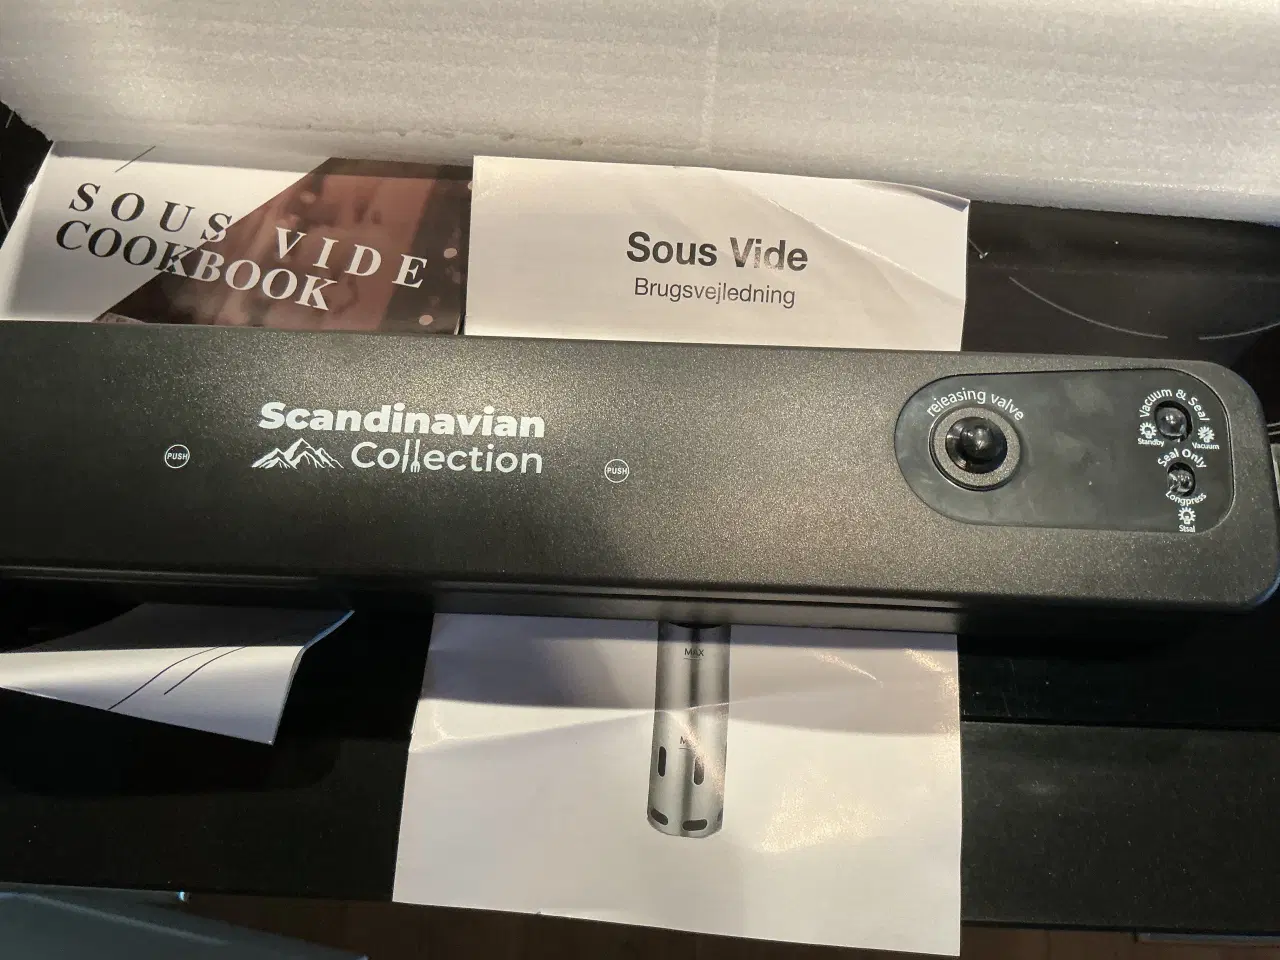 SOUS VIDE
COOKBOOK
Sous Vide
Brugsvejledning
Scandinavian
Collection
PUSH
PUSH
releasing valve
Vacuum & Seal
Standby
Vacuum
Seal Only
Longpress
MAX